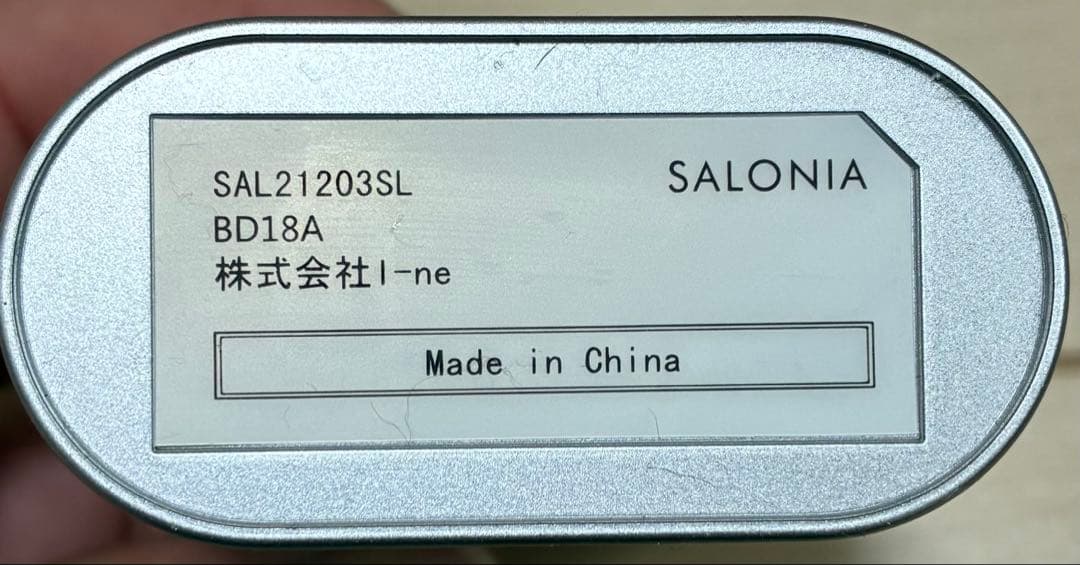 SAL21203SL
SALONIA
BD18A
株式会社I-ne
Made in China